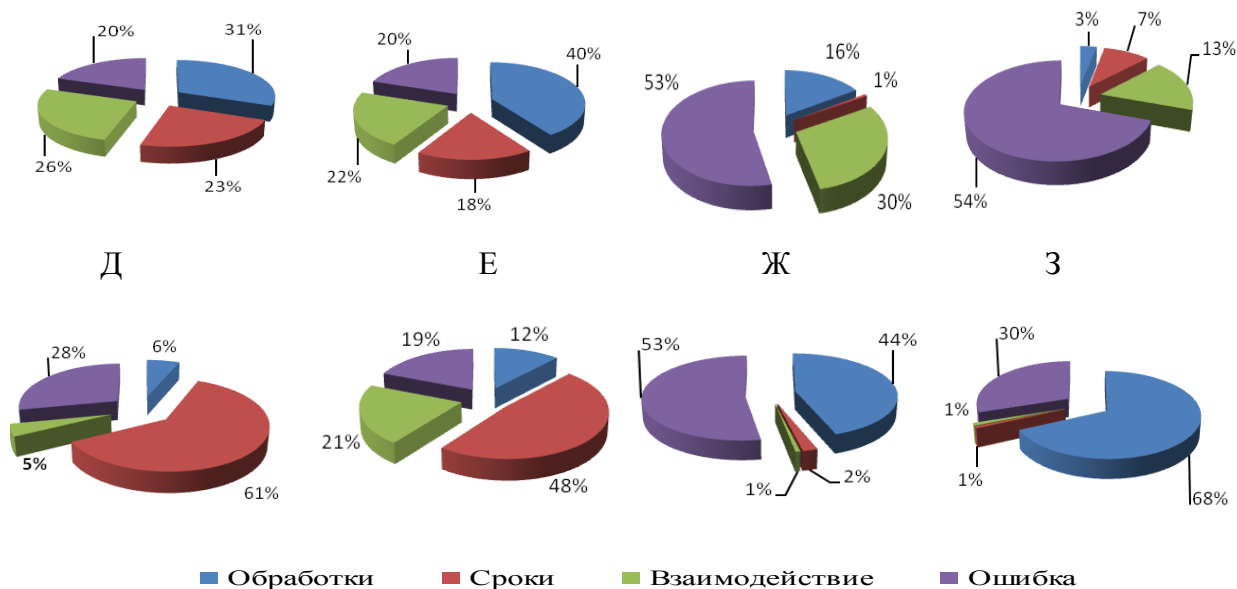 20% 31% 26% 23%
20% 40% 22% 18%
53% 16% 1% 30%
3% 7% 13% 54%
Д Е Ж З
28% 6% 5% 61%
19% 12% 21% 48%
53% 44% 1% 2%
30% 1% 1% 68%
Обработки Сроки Взаимодействие Ошибка